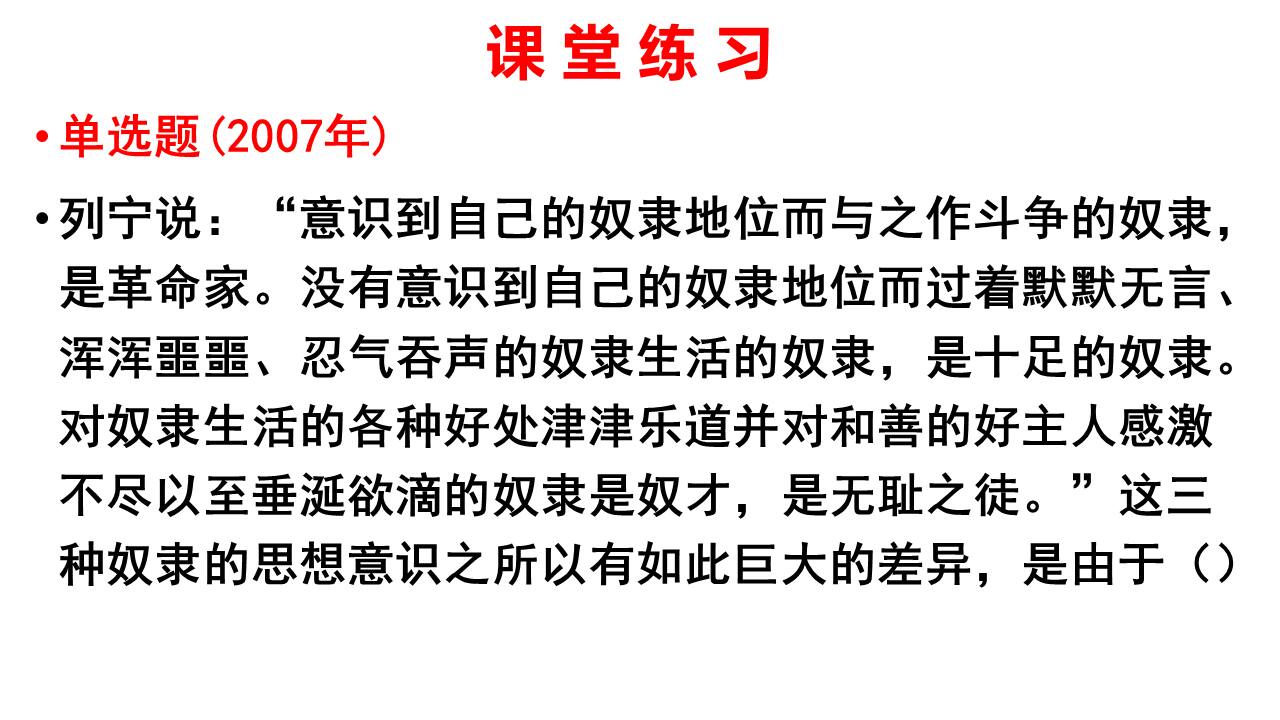 课堂练习
•单选题(2007年)
•列宁说：“意识到自己的奴隶地位而与之作斗争的奴隶，
是革命家。没有意识到自己的奴隶地位而过着默默无言、
浑浑噩噩、忍气吞声的奴隶生活的奴隶，是十足的奴隶。
对奴隶生活的各种好处津津乐道并对和善的好主人感激
不尽以至垂涎欲滴的奴隶是奴才，是无耻之徒。”这三
种奴隶的思想意识之所以有如此巨大的差异，是由于（）